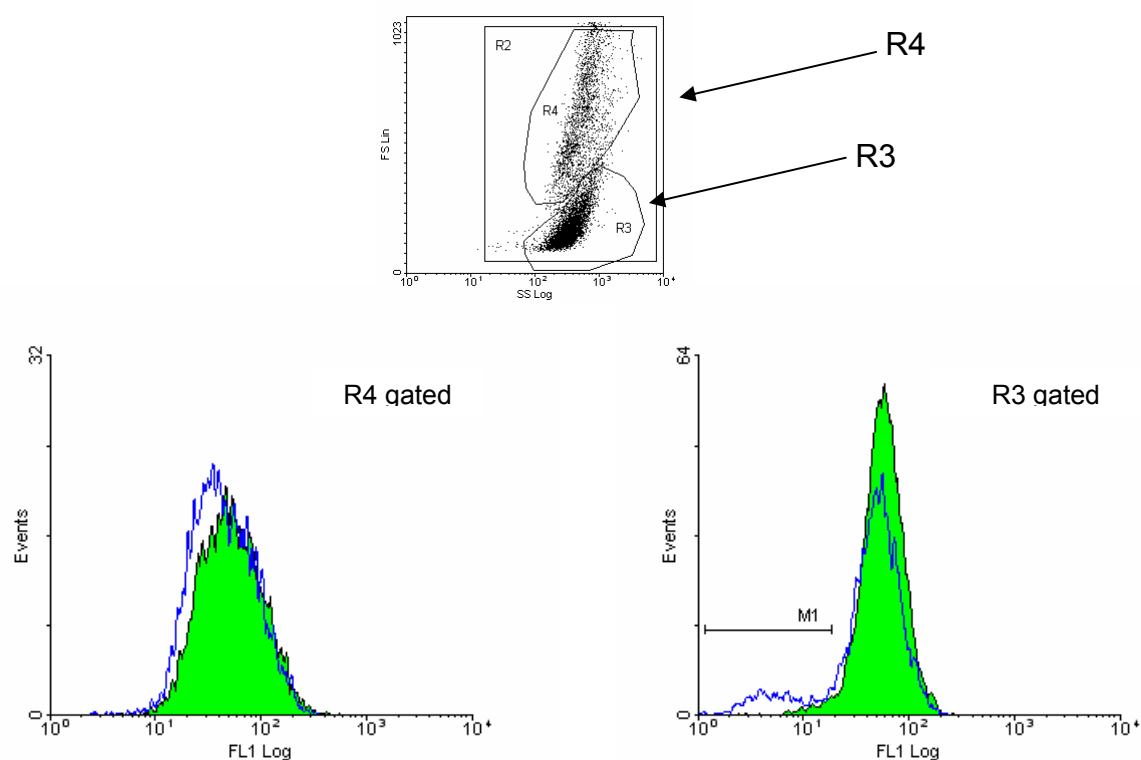 1023
R2
R4
R4
FS Lin
R3
R3
0
10⁰ 10¹ 10² 10³ 10⁴
SS Log
32
R4 gated
Events
0
10⁰ 10¹ 10² 10³ 10⁴
FL1 Log
64
R3 gated
Events
M1
0
10⁰ 10¹ 10² 10³ 10⁴
FL1 Log